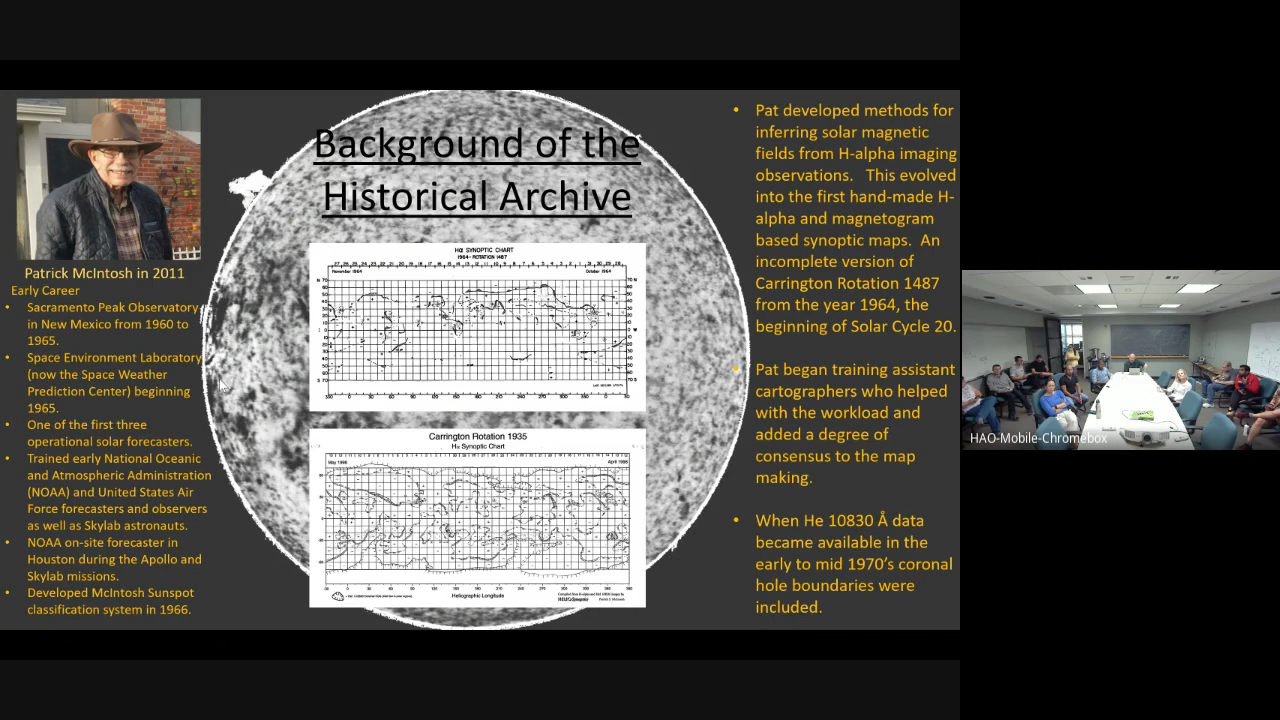 Background of the
Historical Archive
Patrick McIntosh in 2011
Early Career
• Sacramento Peak Observatory
in New Mexico from 1960 to
1965.
• Space Environment Laboratory
(now the Space Weather
Prediction Center) beginning
1965.
• One of the first three
operational solar forecasters.
• Trained early National Oceanic
and Atmospheric Administration
(NOAA) and United States Air
Force forecasters and observers
as well as Skylab astronauts.
• NOAA on-site forecaster in
Houston during the Apollo and
Skylab missions.
• Developed McIntosh Sunspot
classification system in 1966.
Hα SYNOPTIC CHART
1964-ROTATION 1487
November 1964
October 1964
Carrington Rotation 1935
Hα Synoptic Chart
May 1998
April 1998
Heliographic Longitude
• Pat developed methods for
inferring solar magnetic
fields from H-alpha imaging
observations. This evolved
into the first hand-made H-
alpha and magnetogram
based synoptic maps. An
incomplete version of
Carrington Rotation 1487
from the year 1964, the
beginning of Solar Cycle 20.
• Pat began training assistant
cartographers who helped
with the workload and
added a degree of
consensus to the map
making.
• When He 10830 Å data
became available in the
early to mid 1970's coronal
hole boundaries were
included.
HAO-Mobile-Chromebox